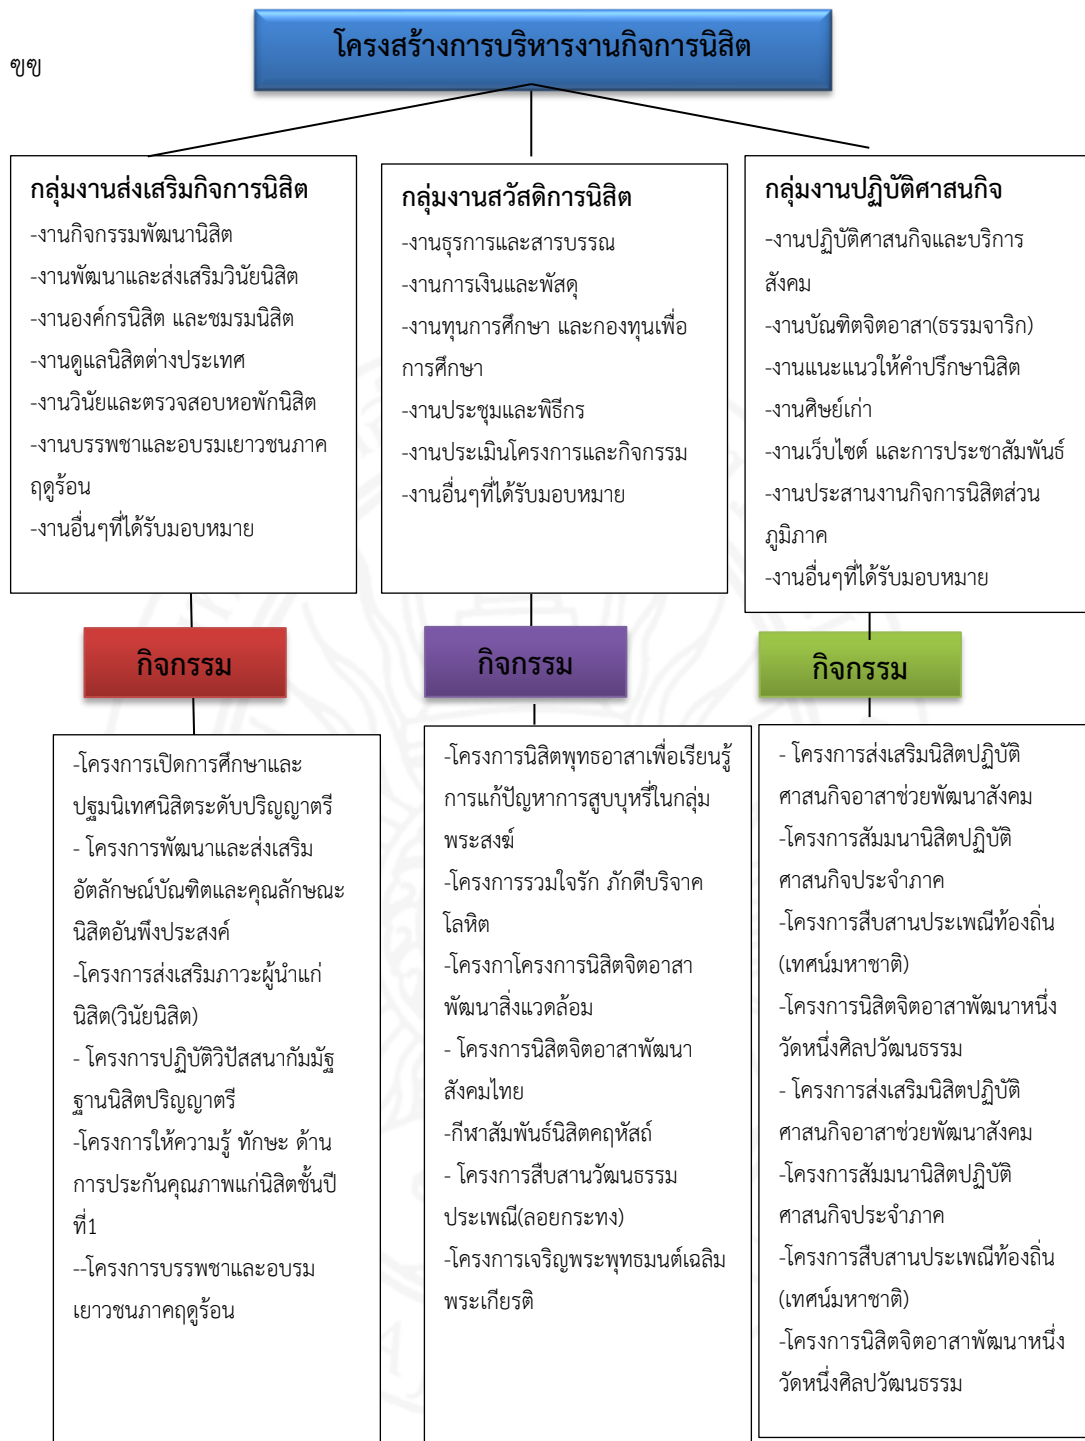 โครงสร้างการบริหารงานกิจการนิสิต
ฃฃ
กลุ่มงานส่งเสริมกิจการนิสิต
-งานกิจกรรมพัฒนานิสิต
-งานพัฒนาและส่งเสริมวินัยนิสิต
-งานองค์กรนิสิต และชมรมนิสิต
-งานดูแลนิสิตต่างประเทศ
-งานวินัยและตรวจสอบหอพักนิสิต
-งานบรรพชาและอบรมเยาวชนภาค
ฤดูร้อน
-งานอื่นๆที่ได้รับมอบหมาย
กลุ่มงานสวัสดิการนิสิต
-งานธุรการและสารบรรณ
-งานการเงินและพัสดุ
-งานทุนการศึกษา และกองทุนเพื่อ
การศึกษา
-งานประชุมและพิธีกร
-งานประเมินโครงการและกิจกรรม
-งานอื่นๆที่ได้รับมอบหมาย
กลุ่มงานปฏิบัติศาสนกิจ
-งานปฏิบัติศาสนกิจและบริการ
สังคม
-งานบัณฑิตจิตอาสา(ธรรมจาริก)
-งานแนะแนวให้คำปรึกษานิสิต
-งานศิษย์เก่า
-งานเว็บไซต์ และการประชาสัมพันธ์
-งานประสานงานกิจการนิสิตส่วน
ภูมิภาค
-งานอื่นๆที่ได้รับมอบหมาย
กิจกรรม
กิจกรรม
กิจกรรม
-โครงการเปิดการศึกษาและ
ปฐมนิเทศนิสิตระดับปริญญาตรี
- โครงการพัฒนาและส่งเสริม
อัตลักษณ์บัณฑิตและคุณลักษณะ
นิสิตอันพึงประสงค์
-โครงการส่งเสริมภาวะผู้นำแก่
นิสิต(วินัยนิสิต)
- โครงการปฏิบัติวิปัสสนากัมมัฐ
ฐานนิสิตปริญญาตรี
-โครงการให้ความรู้ ทักษะ ด้าน
การประกันคุณภาพแก่นิสิตชั้นปี
ที่1
--โครงการบรรพชาและอบรม
เยาวชนภาคฤดูร้อน
-โครงการนิสิตพุทธอาสาเพื่อเรียนรู้
การแก้ปัญหาการสูบบุหรี่ในกลุ่ม
พระสงฆ์
-โครงการรวมใจรัก ภักดีบริจาค
โลหิต
-โครงกาโครงการนิสิตจิตอาสา
พัฒนาสิ่งแวดล้อม
- โครงการนิสิตจิตอาสาพัฒนา
สังคมไทย
-กีฬาสัมพันธ์นิสิตคฤหัสถ์
- โครงการสืบสานวัฒนธรรม
ประเพณี(ลอยกระทง)
-โครงการเจริญพระพุทธมนต์เฉลิม
พระเกียรติ
- โครงการส่งเสริมนิสิตปฏิบัติ
ศาสนกิจอาสาช่วยพัฒนาสังคม
-โครงการสัมมนานิสิตปฏิบัติ
ศาสนกิจประจำภาค
-โครงการสืบสานประเพณีท้องถิ่น
(เทศน์มหาชาติ)
-โครงการนิสิตจิตอาสาพัฒนาหนึ่ง
วัดหนึ่งศิลปวัฒนธรรม
- โครงการส่งเสริมนิสิตปฏิบัติ
ศาสนกิจอาสาช่วยพัฒนาสังคม
-โครงการสัมมนานิสิตปฏิบัติ
ศาสนกิจประจำภาค
-โครงการสืบสานประเพณีท้องถิ่น
(เทศน์มหาชาติ)
-โครงการนิสิตจิตอาสาพัฒนาหนึ่ง
วัดหนึ่งศิลปวัฒนธรรม